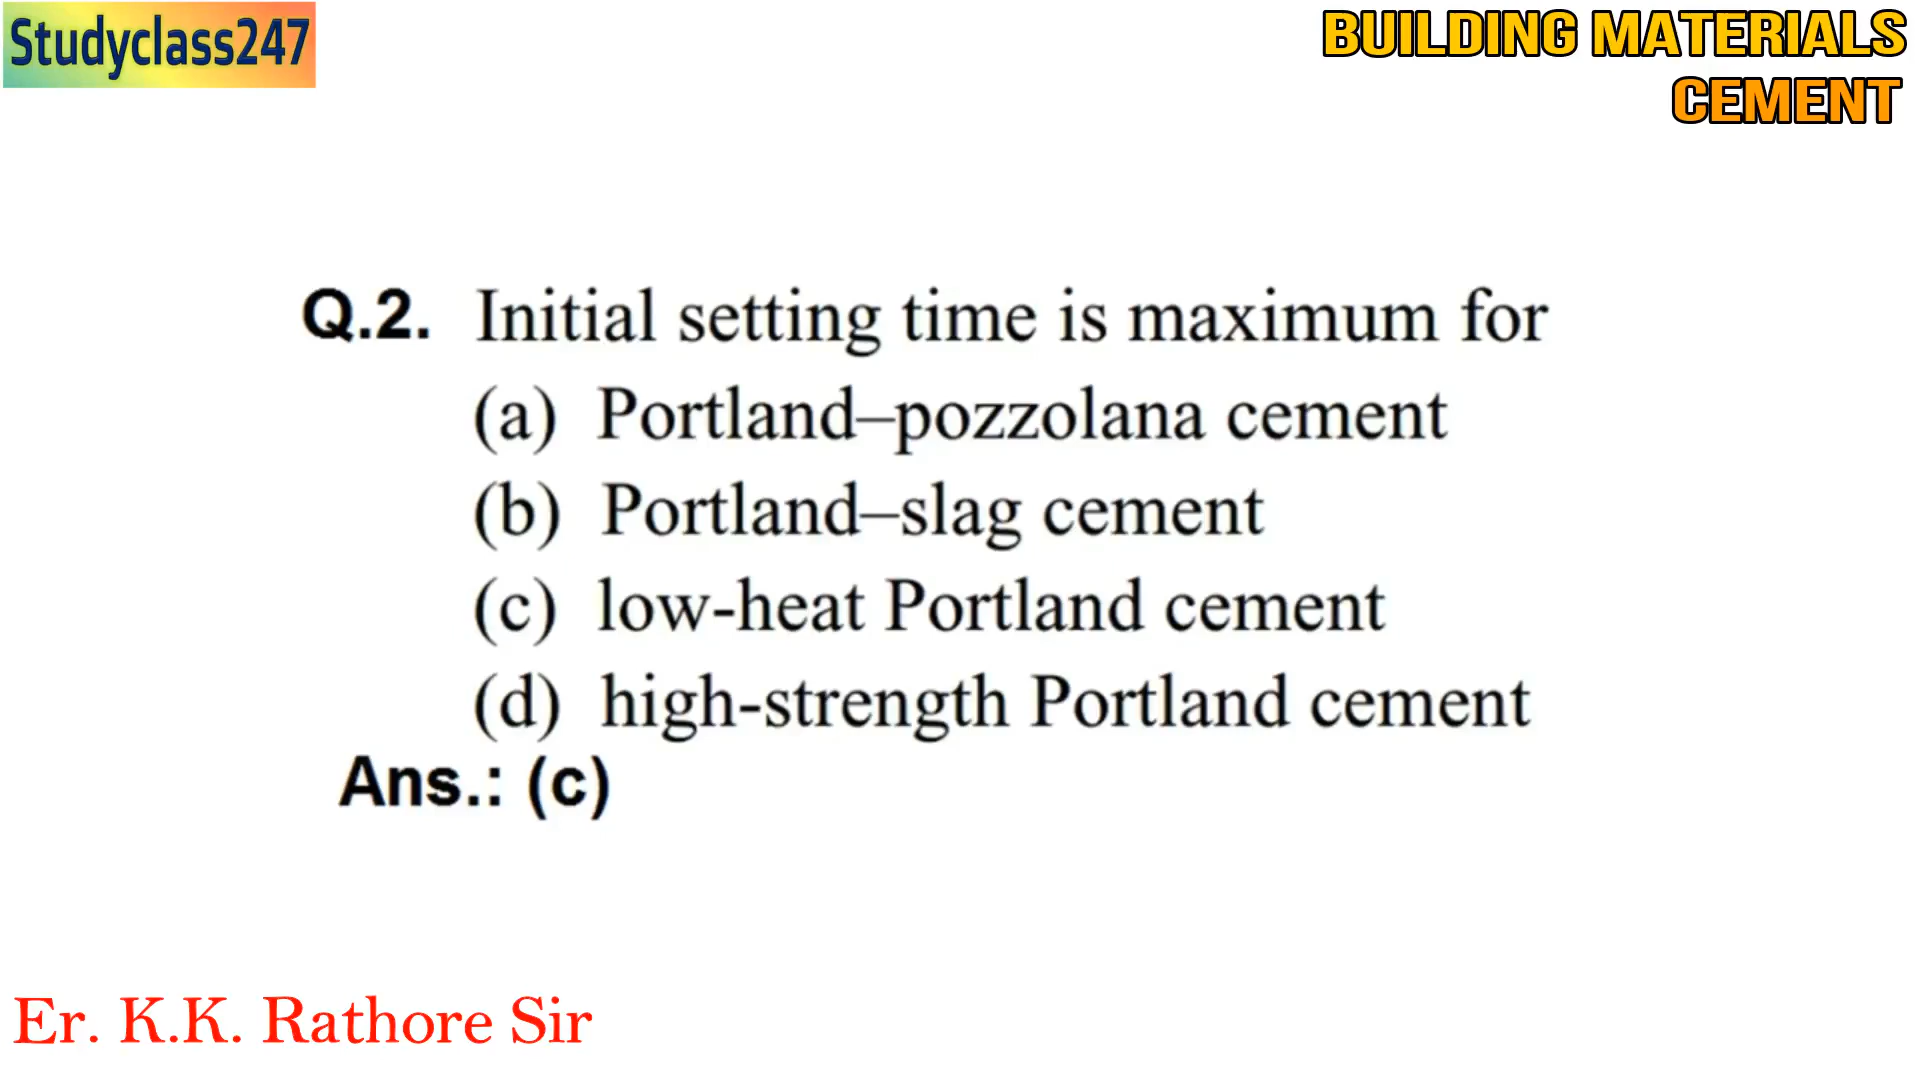 Studyclass247
BUILDING MATERIALS
CEMENT
Q.2. Initial setting time is maximum for
(a) Portland–pozzolana cement
(b) Portland–slag cement
(c) low-heat Portland cement
(d) high-strength Portland cement
Ans.: (c)
Er. K.K. Rathore Sir